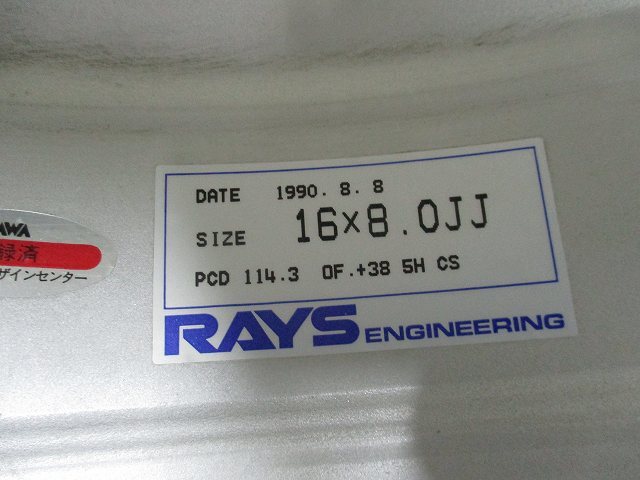 DATE 1990. 8. 8
SIZE 16×8.0JJ
PCD 114.3 OF.+38 5H CS
RAYS ENGINEERING
AWA
録済
ザインセンター